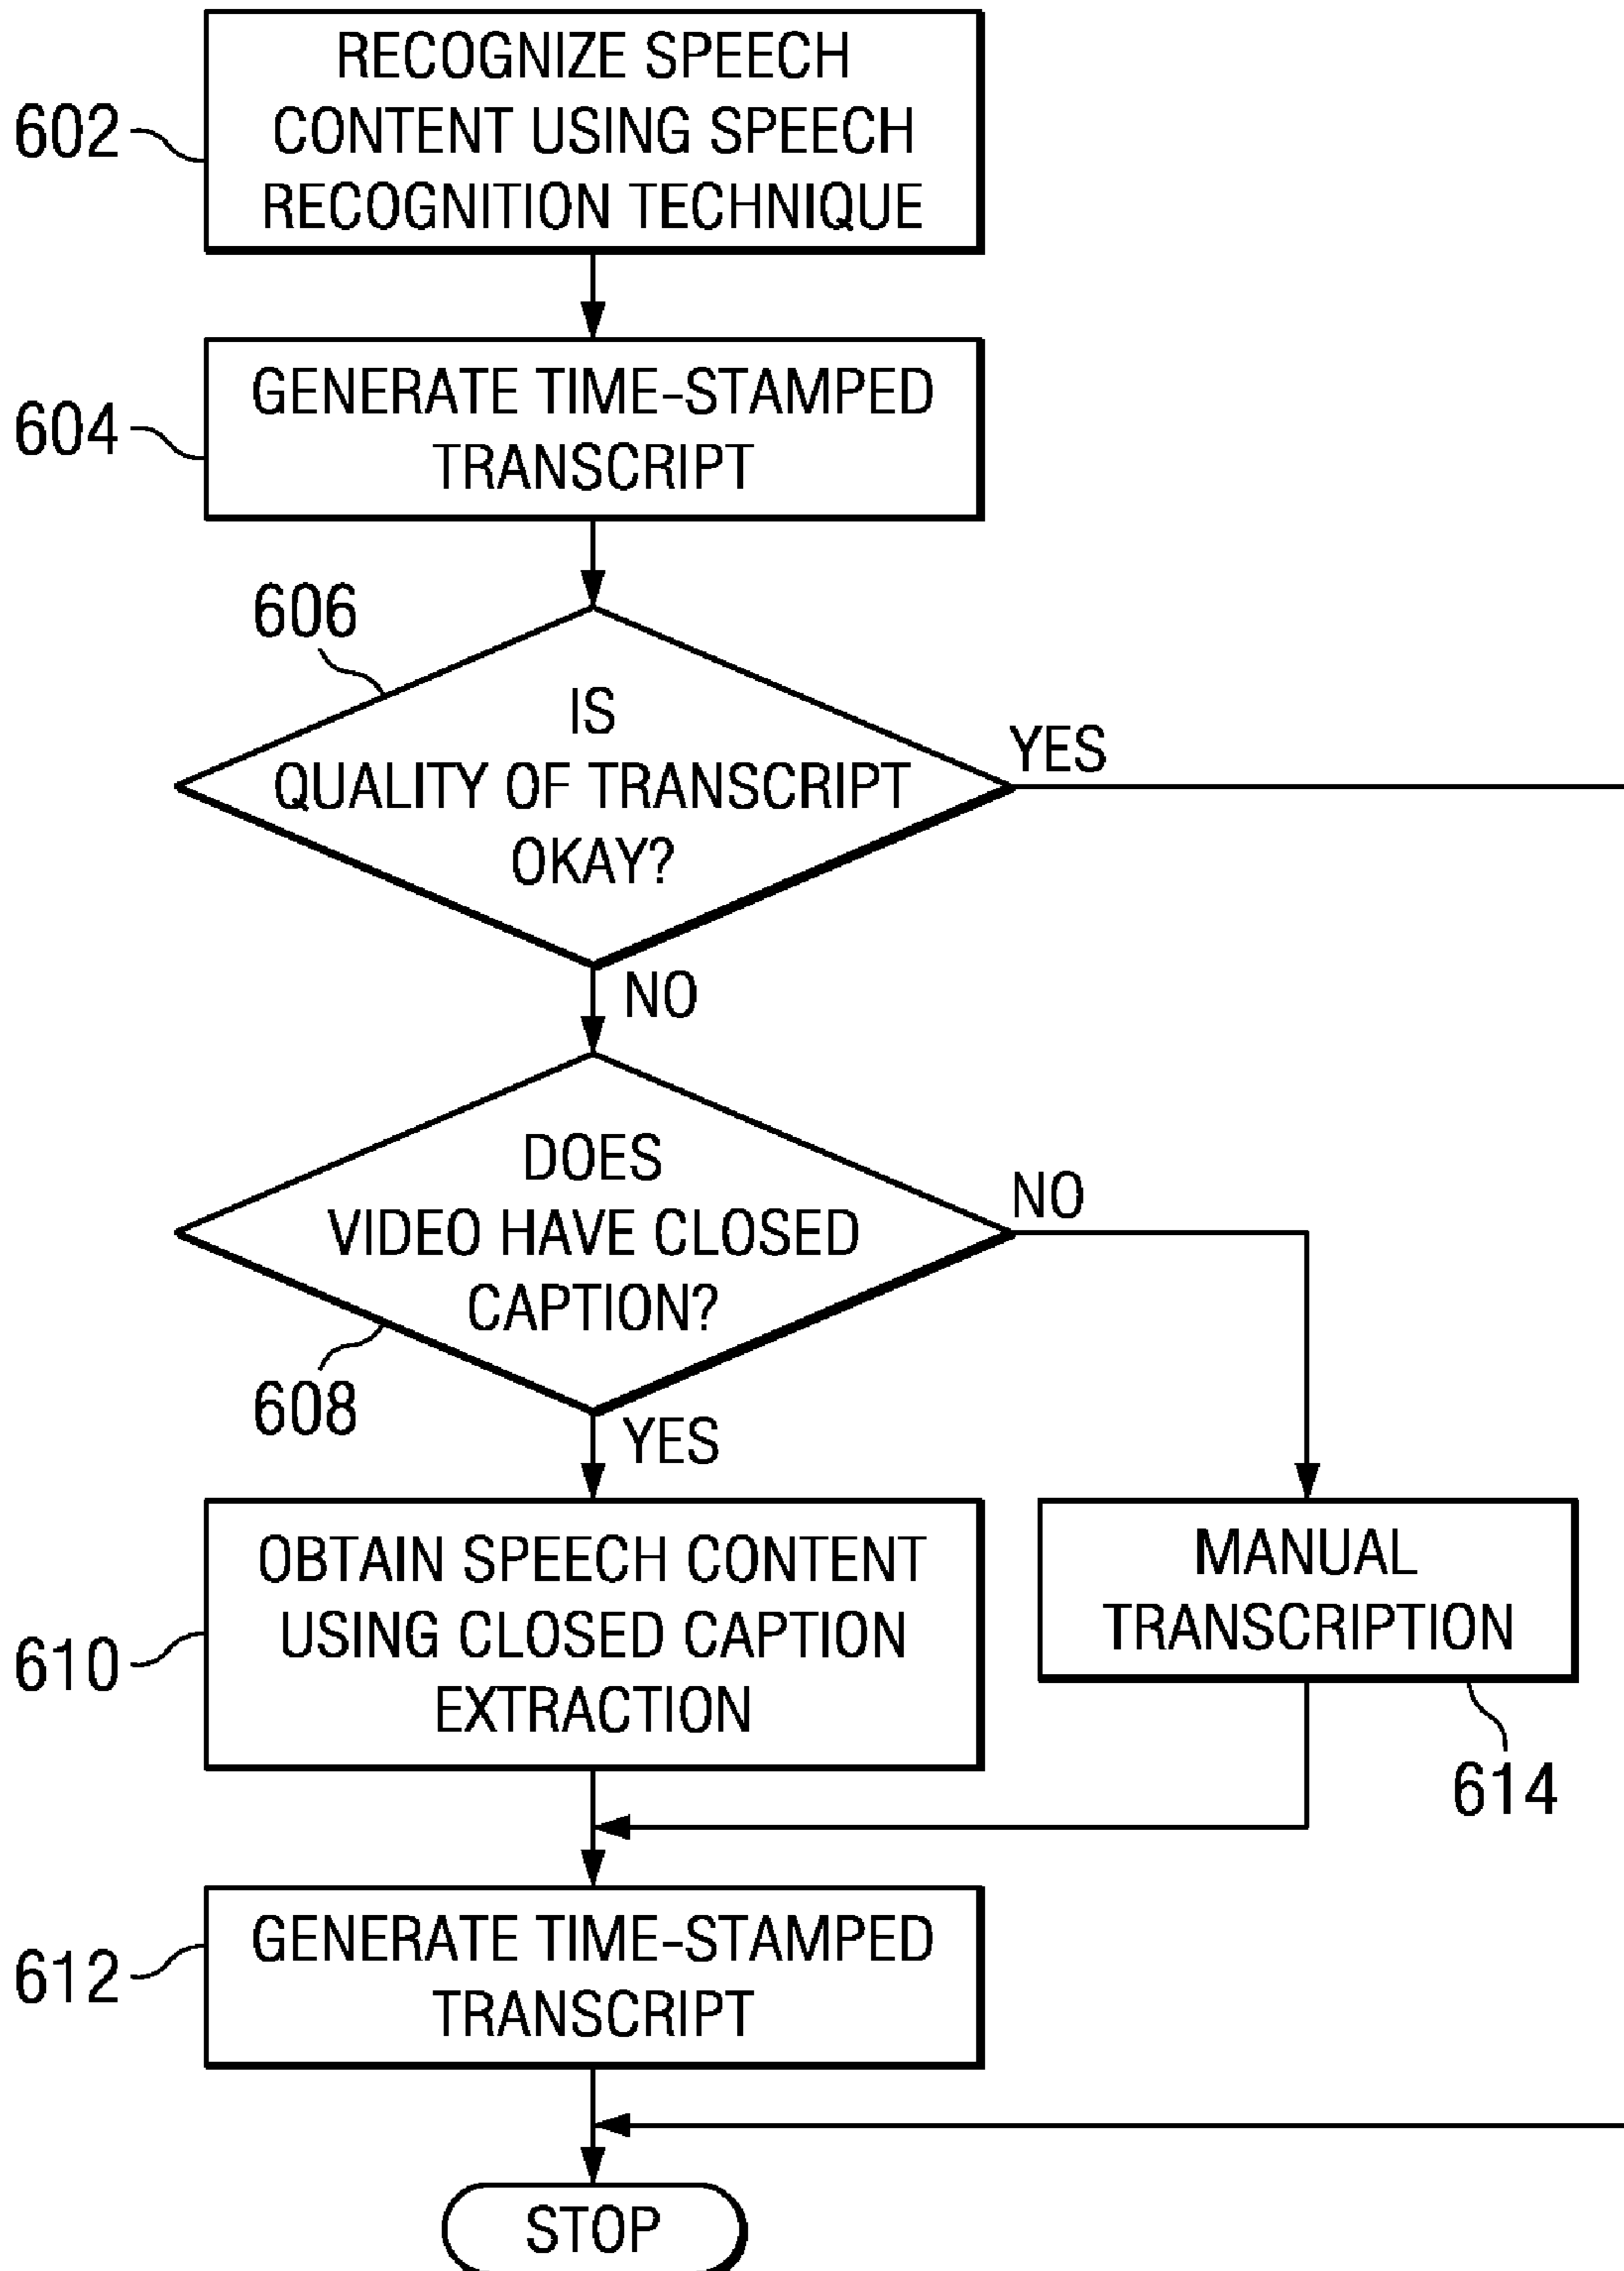 RECOGNIZE SPEECH
CONTENT USING SPEECH
RECOGNITION TECHNIQUE
602
GENERATE TIME-STAMPED
TRANSCRIPT
604
606
IS
QUALITY OF TRANSCRIPT
OKAY?
YES
NO
DOES
VIDEO HAVE CLOSED
CAPTION?
NO
608
YES
OBTAIN SPEECH CONTENT
USING CLOSED CAPTION
EXTRACTION
610
MANUAL
TRANSCRIPTION
614
GENERATE TIME-STAMPED
TRANSCRIPT
612
STOP